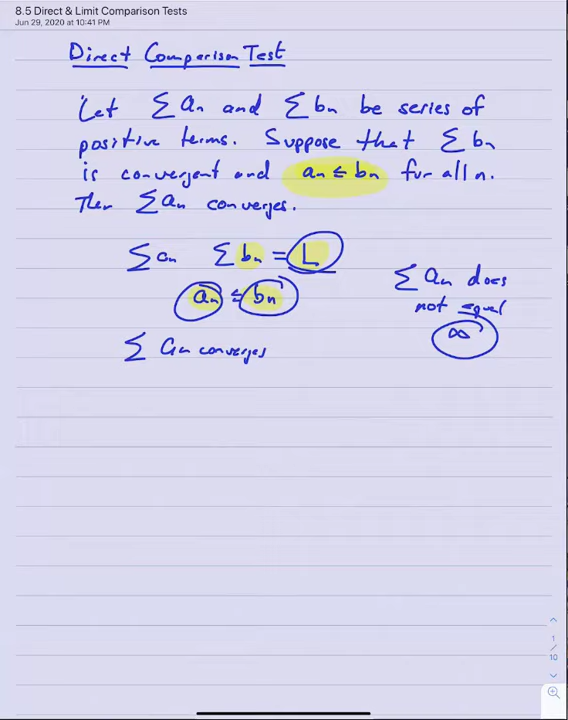 8.5 Direct & Limit Comparison Tests
Jun 29, 2020 at 10:41 PM
Direct Comparison Test
Let Σ an and Σ bn be series of
positive terms. Suppose that Σ bn
is convergent and an ≤ bn for all n.
Then Σ an converges.
Σ an Σ bn = L
an ≤ bn
Σ an converges
Σ an does
not equal
∞
1
/
10